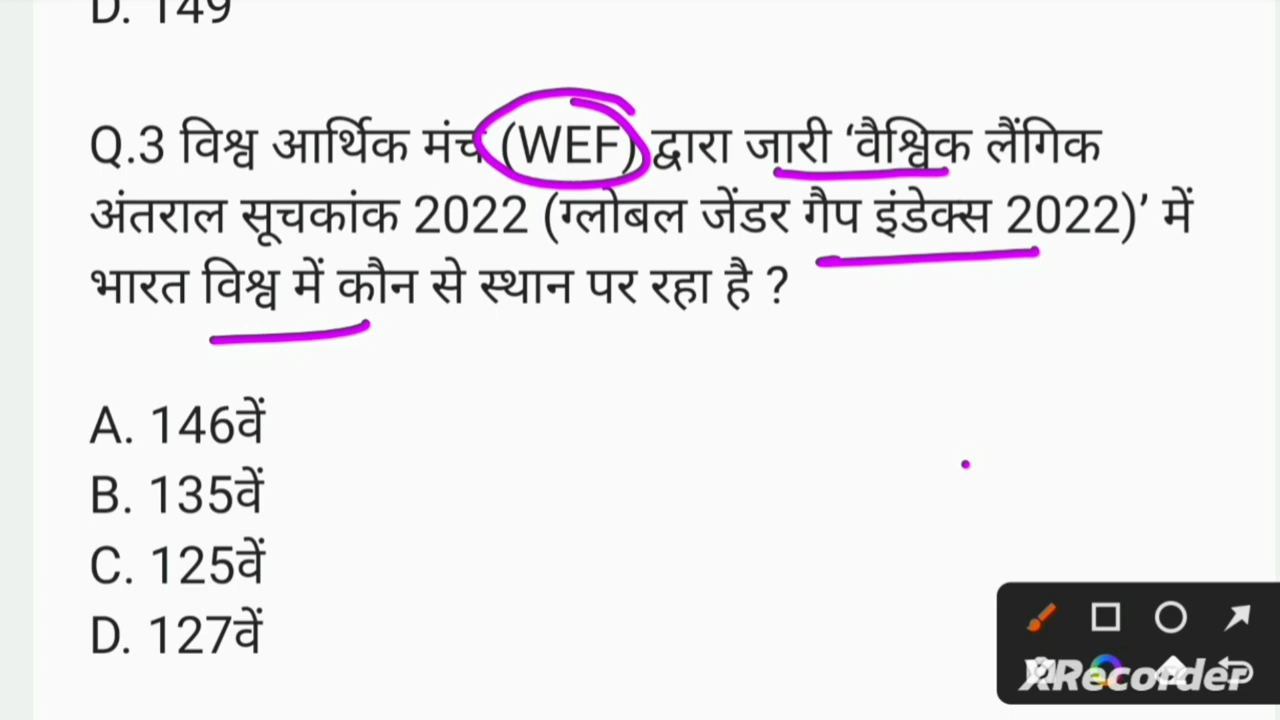 D. 149
Q.3 विश्व आर्थिक मंच (WEF) द्वारा जारी ‘वैश्विक लैंगिक
अंतराल सूचकांक 2022 (ग्लोबल जेंडर गैप इंडेक्स 2022)’ में
भारत विश्व में कौन से स्थान पर रहा है ?
A. 146वें
B. 135वें
C. 125वें
D. 127वें
XRecorder